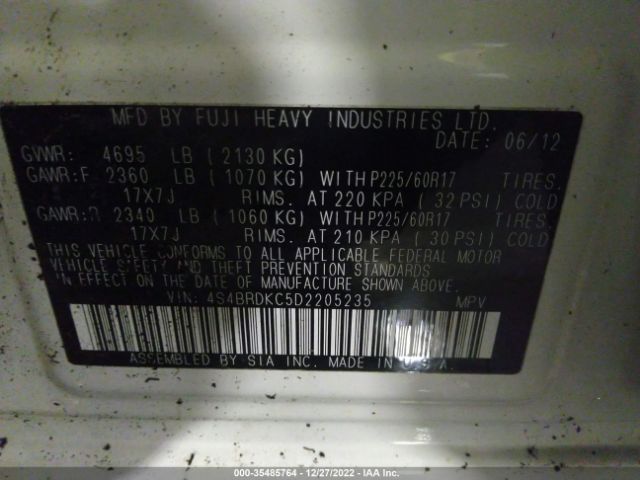 MFD BY FUJI HEAVY INDUSTRIES LTD.
DATE: 06/12
GVWR: 4695 LB (2130 KG)
GAWR:F 2360 LB (1070 KG) WITH P225/60R17 TIRES.
17X7J RIMS. AT 220 KPA (32 PSI) COLD
GAWR:R 2340 LB (1060 KG) WITH P225/60R17 TIRES.
17X7J RIMS. AT 210 KPA (30 PSI) COLD
THIS VEHICLE CONFORMS TO ALL APPLICABLE FEDERAL MOTOR
VEHICLE SAFETY AND THEFT PREVENTION STANDARDS
IN EFFECT ON THE DATE OF MANUFACTURE SHOWN ABOVE.
VIN: 4S4BRDKC5D2205235 MPV
ASSEMBLED BY SIA INC. MADE IN U.S.A.
000-35485764 - 12/27/2022 - IAA Inc.